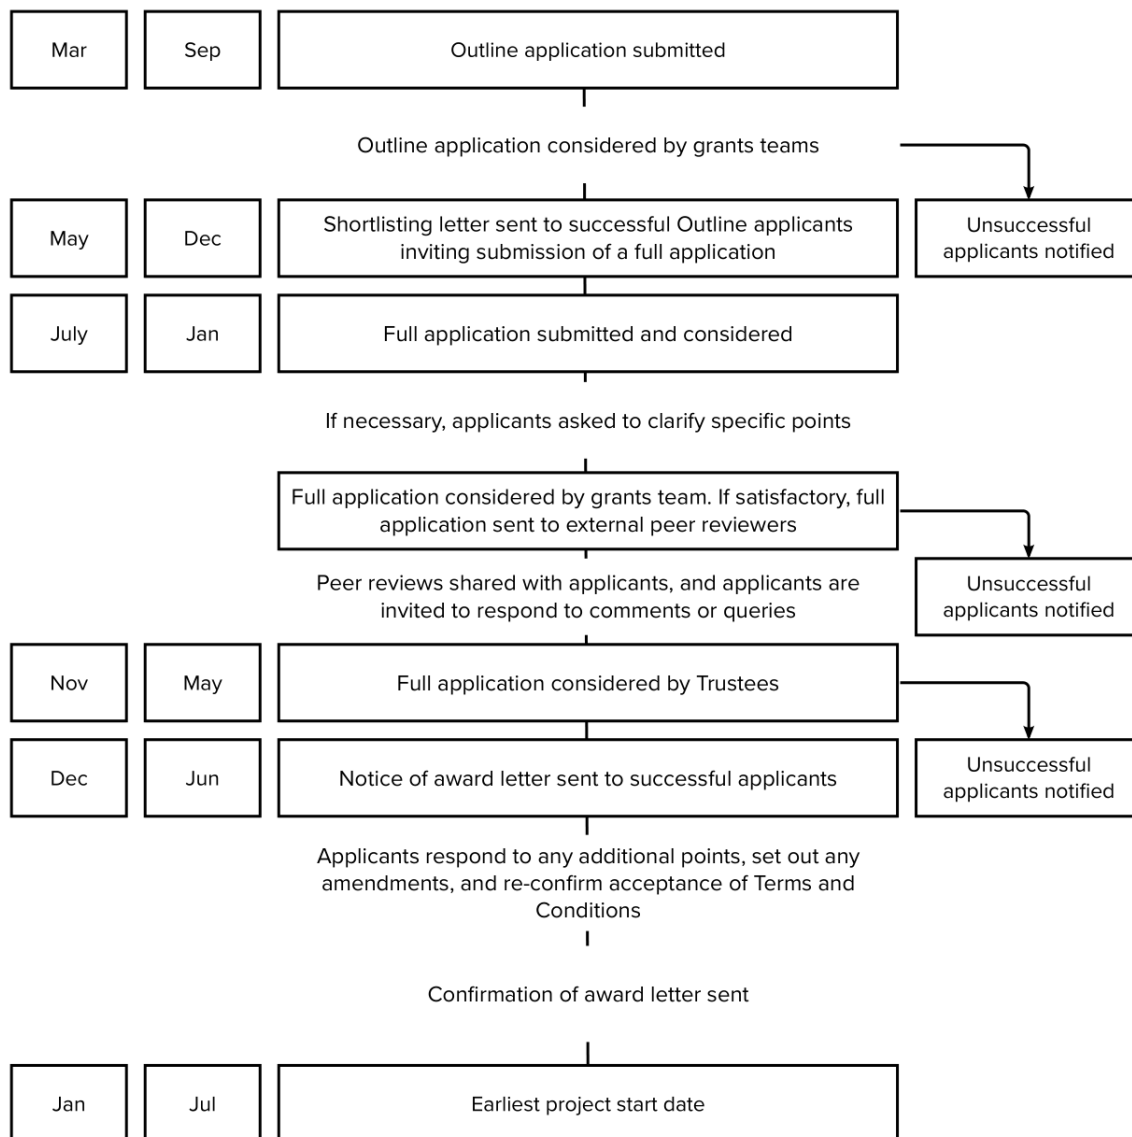 Mar
Sep
Outline application submitted
Outline application considered by grants teams
May
Dec
Shortlisting letter sent to successful Outline applicants
inviting submission of a full application
Unsuccessful
applicants notified
July
Jan
Full application submitted and considered
If necessary, applicants asked to clarify specific points
Full application considered by grants team. If satisfactory, full
application sent to external peer reviewers
Peer reviews shared with applicants, and applicants are
invited to respond to comments or queries
Unsuccessful
applicants notified
Nov
May
Full application considered by Trustees
Dec
Jun
Notice of award letter sent to successful applicants
Unsuccessful
applicants notified
Applicants respond to any additional points, set out any
amendments, and re-confirm acceptance of Terms and
Conditions
Confirmation of award letter sent
Jan
Jul
Earliest project start date